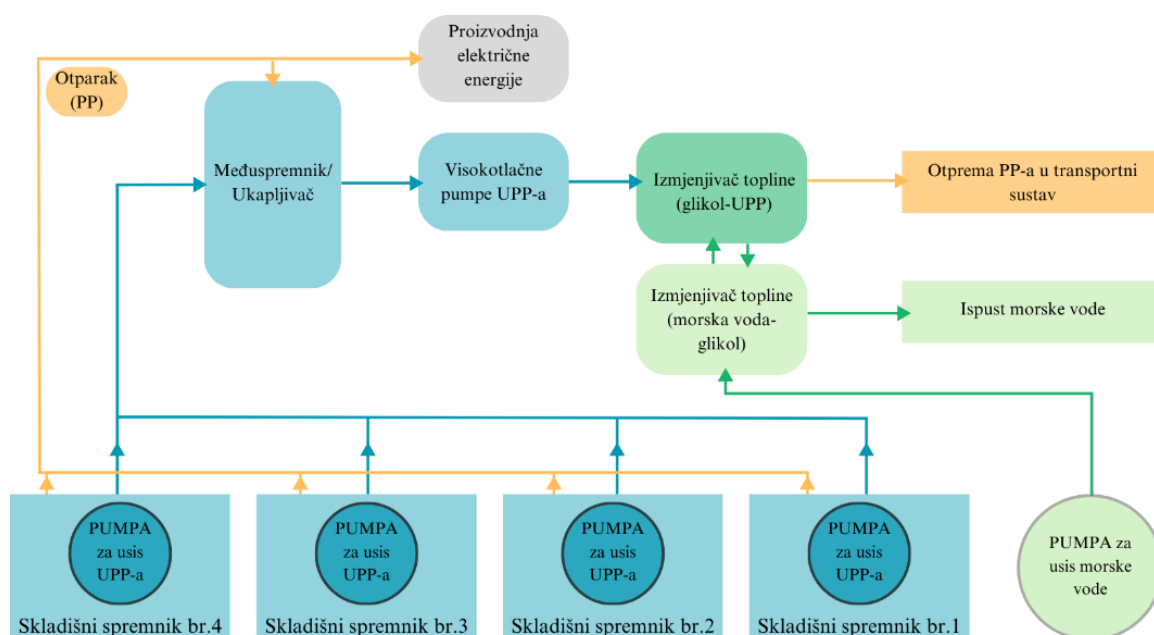 Proizvodnja
električne
energije
Otparak
(PP)
Međuspremnik/
Ukapljivač
Visokotlačne
pumpe UPP-a
Izmjenjivač topline
(glikol-UPP)
Otprema PP-a u transportni
sustav
Izmjenjivač topline
(morska voda-
glikol)
Ispust morske vode
PUMPA
za usis
UPP-a
Skladišni spremnik br.4
PUMPA
za usis
UPP-a
Skladišni spremnik br.3
PUMPA
za usis
UPP-a
Skladišni spremnik br.2
PUMPA
za usis
UPP-a
Skladišni spremnik br.1
PUMPA za
usis morske
vode